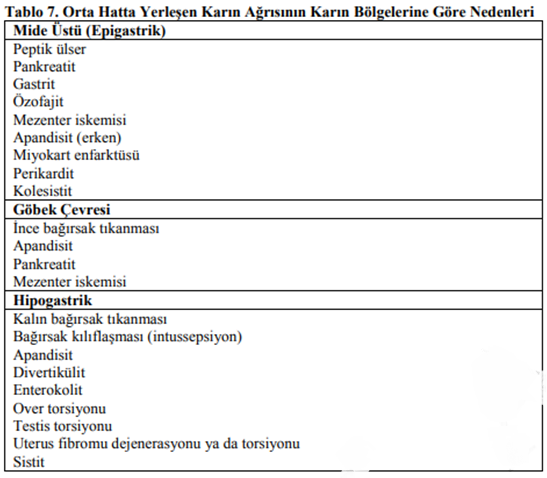 Tablo 7. Orta Hatta Yerleşen Karın Ağrısının Karın Bölgelerine Göre Nedenleri
Mide Üstü (Epigastrik)
Peptik ülser
Pankreatit
Gastrit
Özofajit
Mezenter iskemisi
Apandisit (erken)
Miyokart enfarktüsü
Perikardit
Kolesistit
Göbek Çevresi
İnce bağırsak tıkanması
Apandisit
Pankreatit
Mezenter iskemisi
Hipogastrik
Kalın bağırsak tıkanması
Bağırsak kılıflaşması (intussepsiyon)
Apandisit
Divertikülit
Enterokolit
Over torsiyonu
Testis torsiyonu
Uterus fibromu dejenerasyonu ya da torsiyonu
Sistit